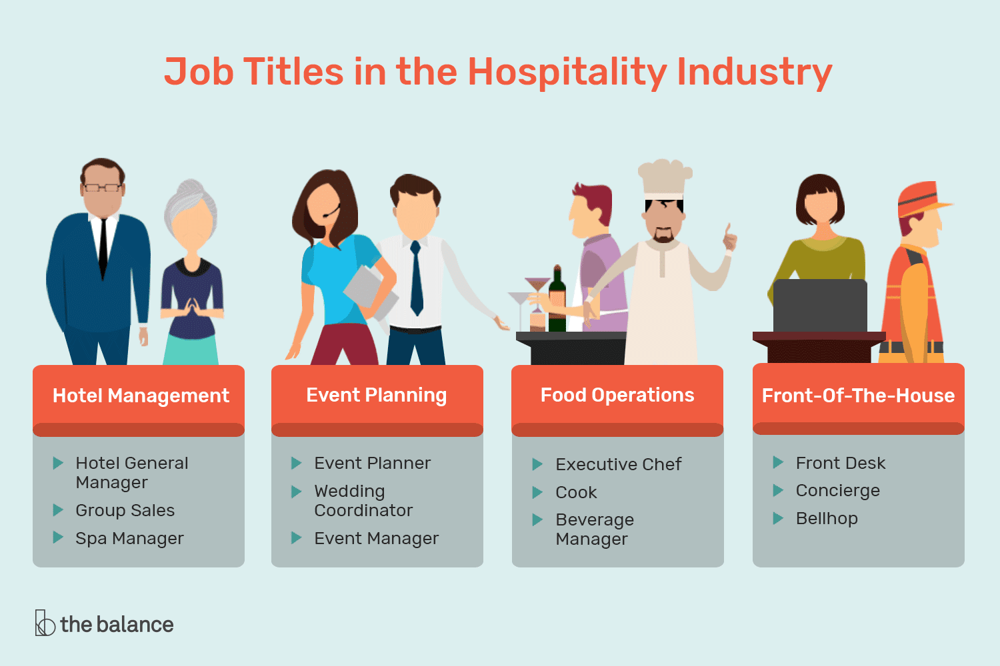 Job Titles in the Hospitality Industry
Hotel Management
Hotel General
Manager
Group Sales
Spa Manager
Event Planning
Event Planner
Wedding
Coordinator
Event Manager
Food Operations
Executive Chef
Cook
Beverage
Manager
Front-Of-The-House
Front Desk
Concierge
Bellhop
the balance